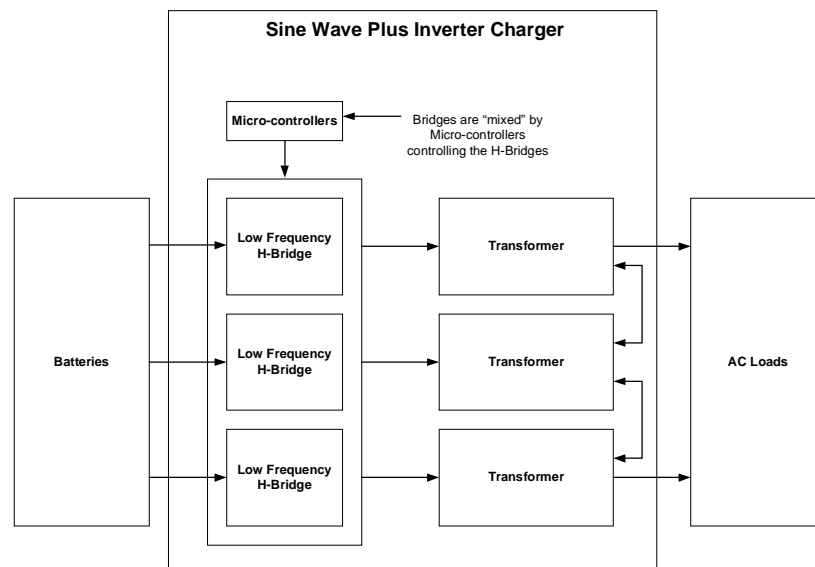 Sine Wave Plus Inverter Charger
Micro-controllers
Bridges are “mixed” by
Micro-controllers
controlling the H-Bridges
Batteries
Low Frequency
H-Bridge
Transformer
Low Frequency
H-Bridge
Transformer
Low Frequency
H-Bridge
Transformer
AC Loads